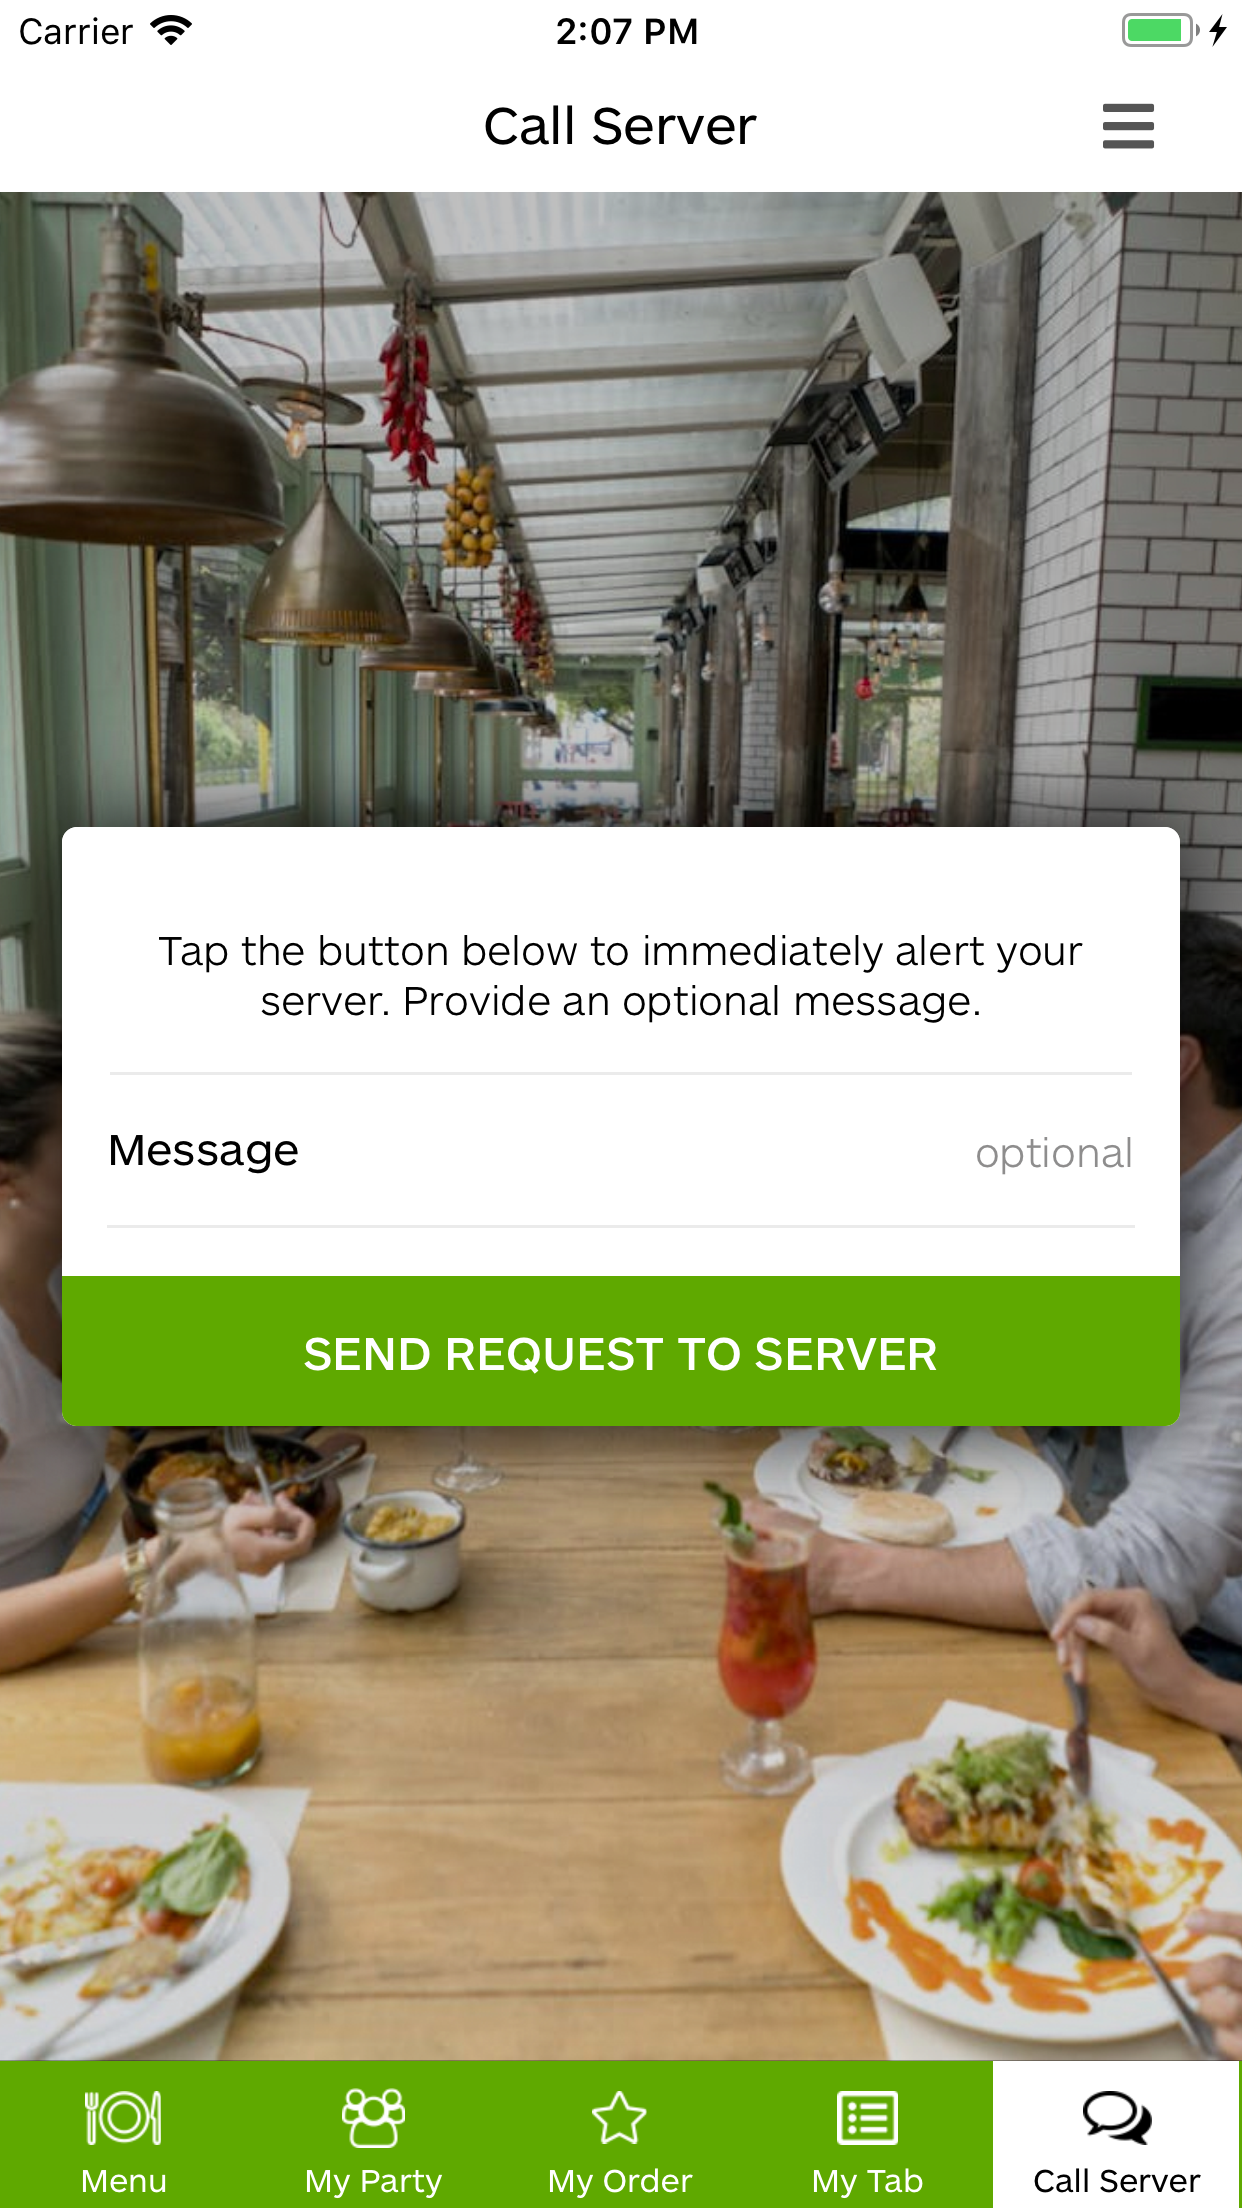 Carrier 2:07 PM
Call Server
Tap the button below to immediately alert your
server. Provide an optional message.
Message optional
SEND REQUEST TO SERVER
Menu My Party My Order My Tab Call Server